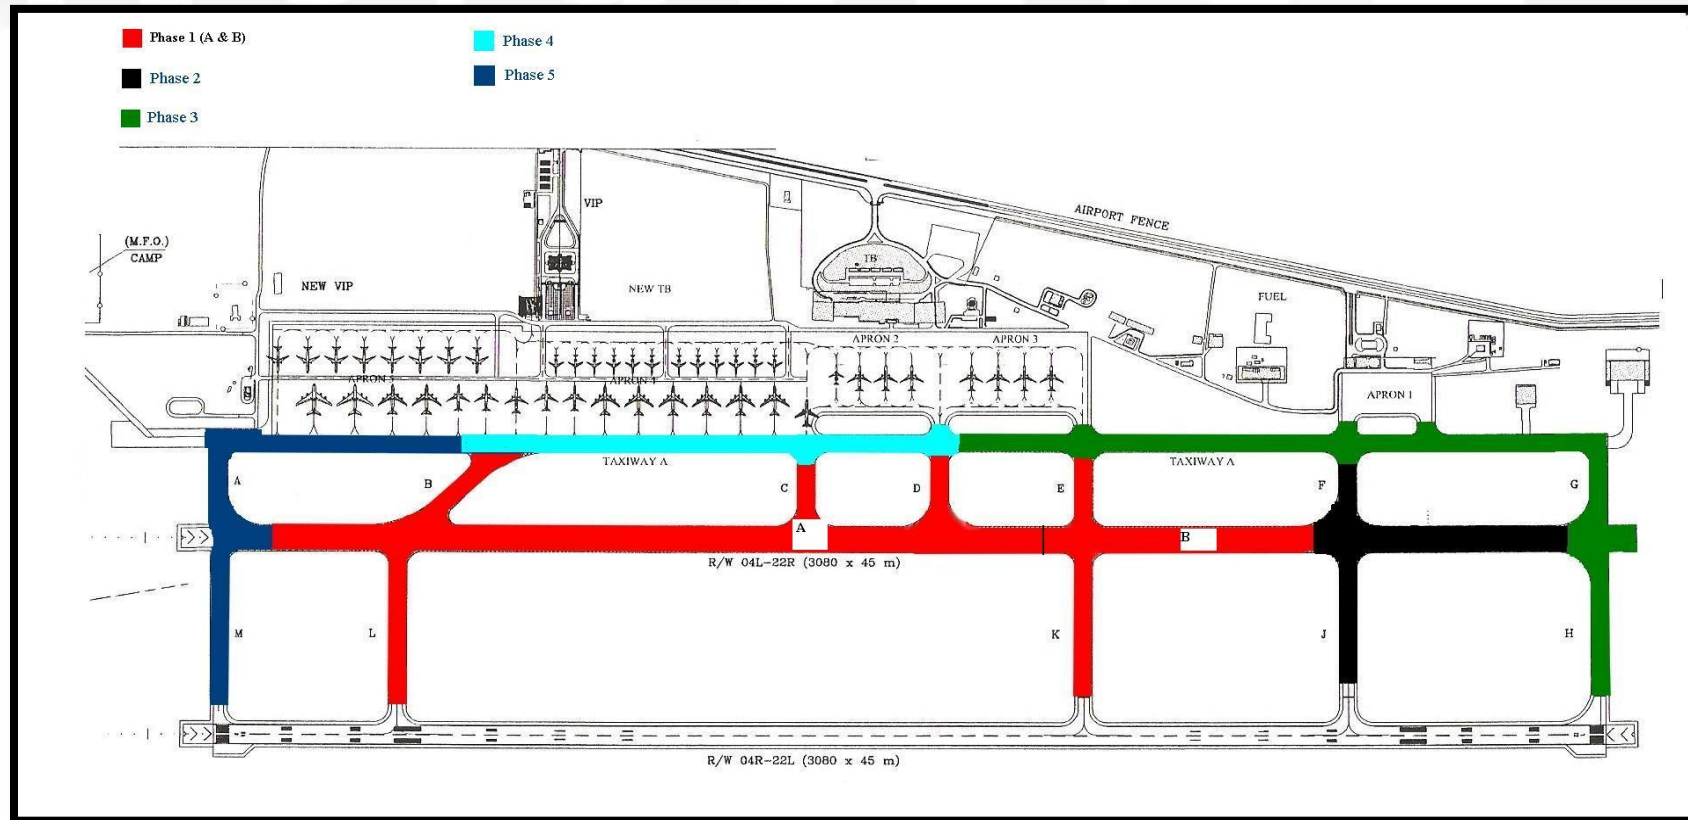 Phase 1 (A & B)
Phase 4
Phase 2
Phase 5
Phase 3
AIRPORT FENCE
VIP
(M.F.O.)
CAMP
TB
NEW VIP
NEW TB
FUEL
APRON 2
APRON 3
APRON 5
APRON 4
APRON 1
TAXIWAY A
TAXIWAY A
A
B
C
D
E
F
G
A
B
R/W 04L-22R (3080 x 45 m)
M
L
K
J
H
R/W 04R-22L (3080 x 45 m)